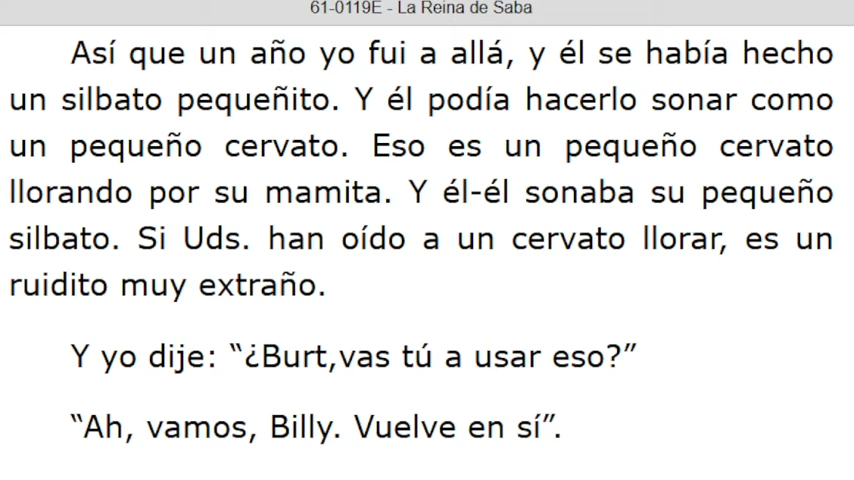 61-0119E - La Reina de Saba
Así que un año yo fui a allá, y él se había hecho
un silbato pequeñito. Y él podía hacerlo sonar como
un pequeño cervato. Eso es un pequeño cervato
llorando por su mamita. Y él-él sonaba su pequeño
silbato. Si Uds. han oído a un cervato llorar, es un
ruidito muy extraño.
Y yo dije: “¿Burt,vas tú a usar eso?”
“Ah, vamos, Billy. Vuelve en sí”.